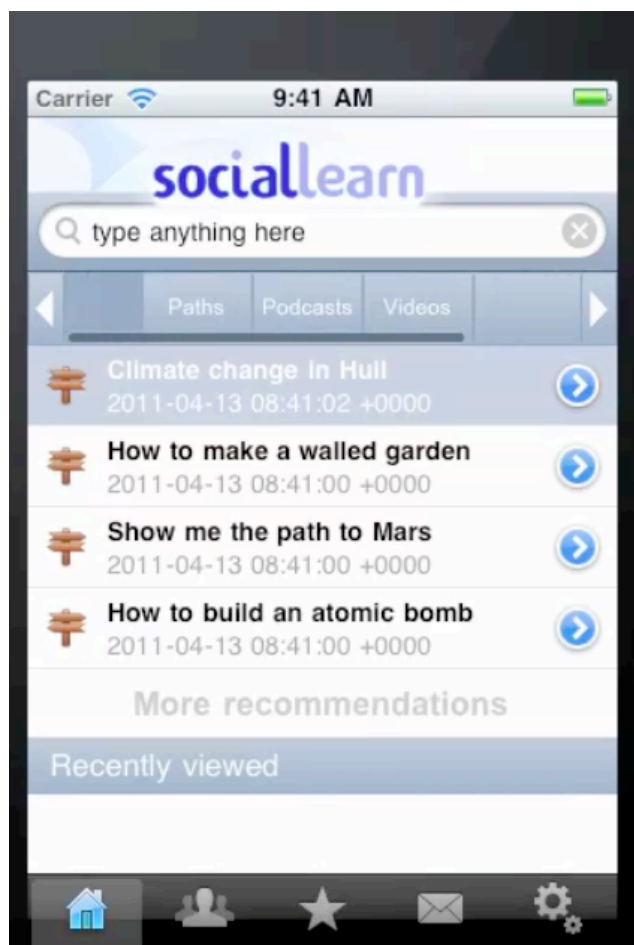 Carrier 9:41 AM
sociallearn
type anything here
Paths Podcasts Videos
Climate change in Hull
2011-04-13 08:41:02 +0000
How to make a walled garden
2011-04-13 08:41:00 +0000
Show me the path to Mars
2011-04-13 08:41:00 +0000
How to build an atomic bomb
2011-04-13 08:41:00 +0000
More recommendations
Recently viewed